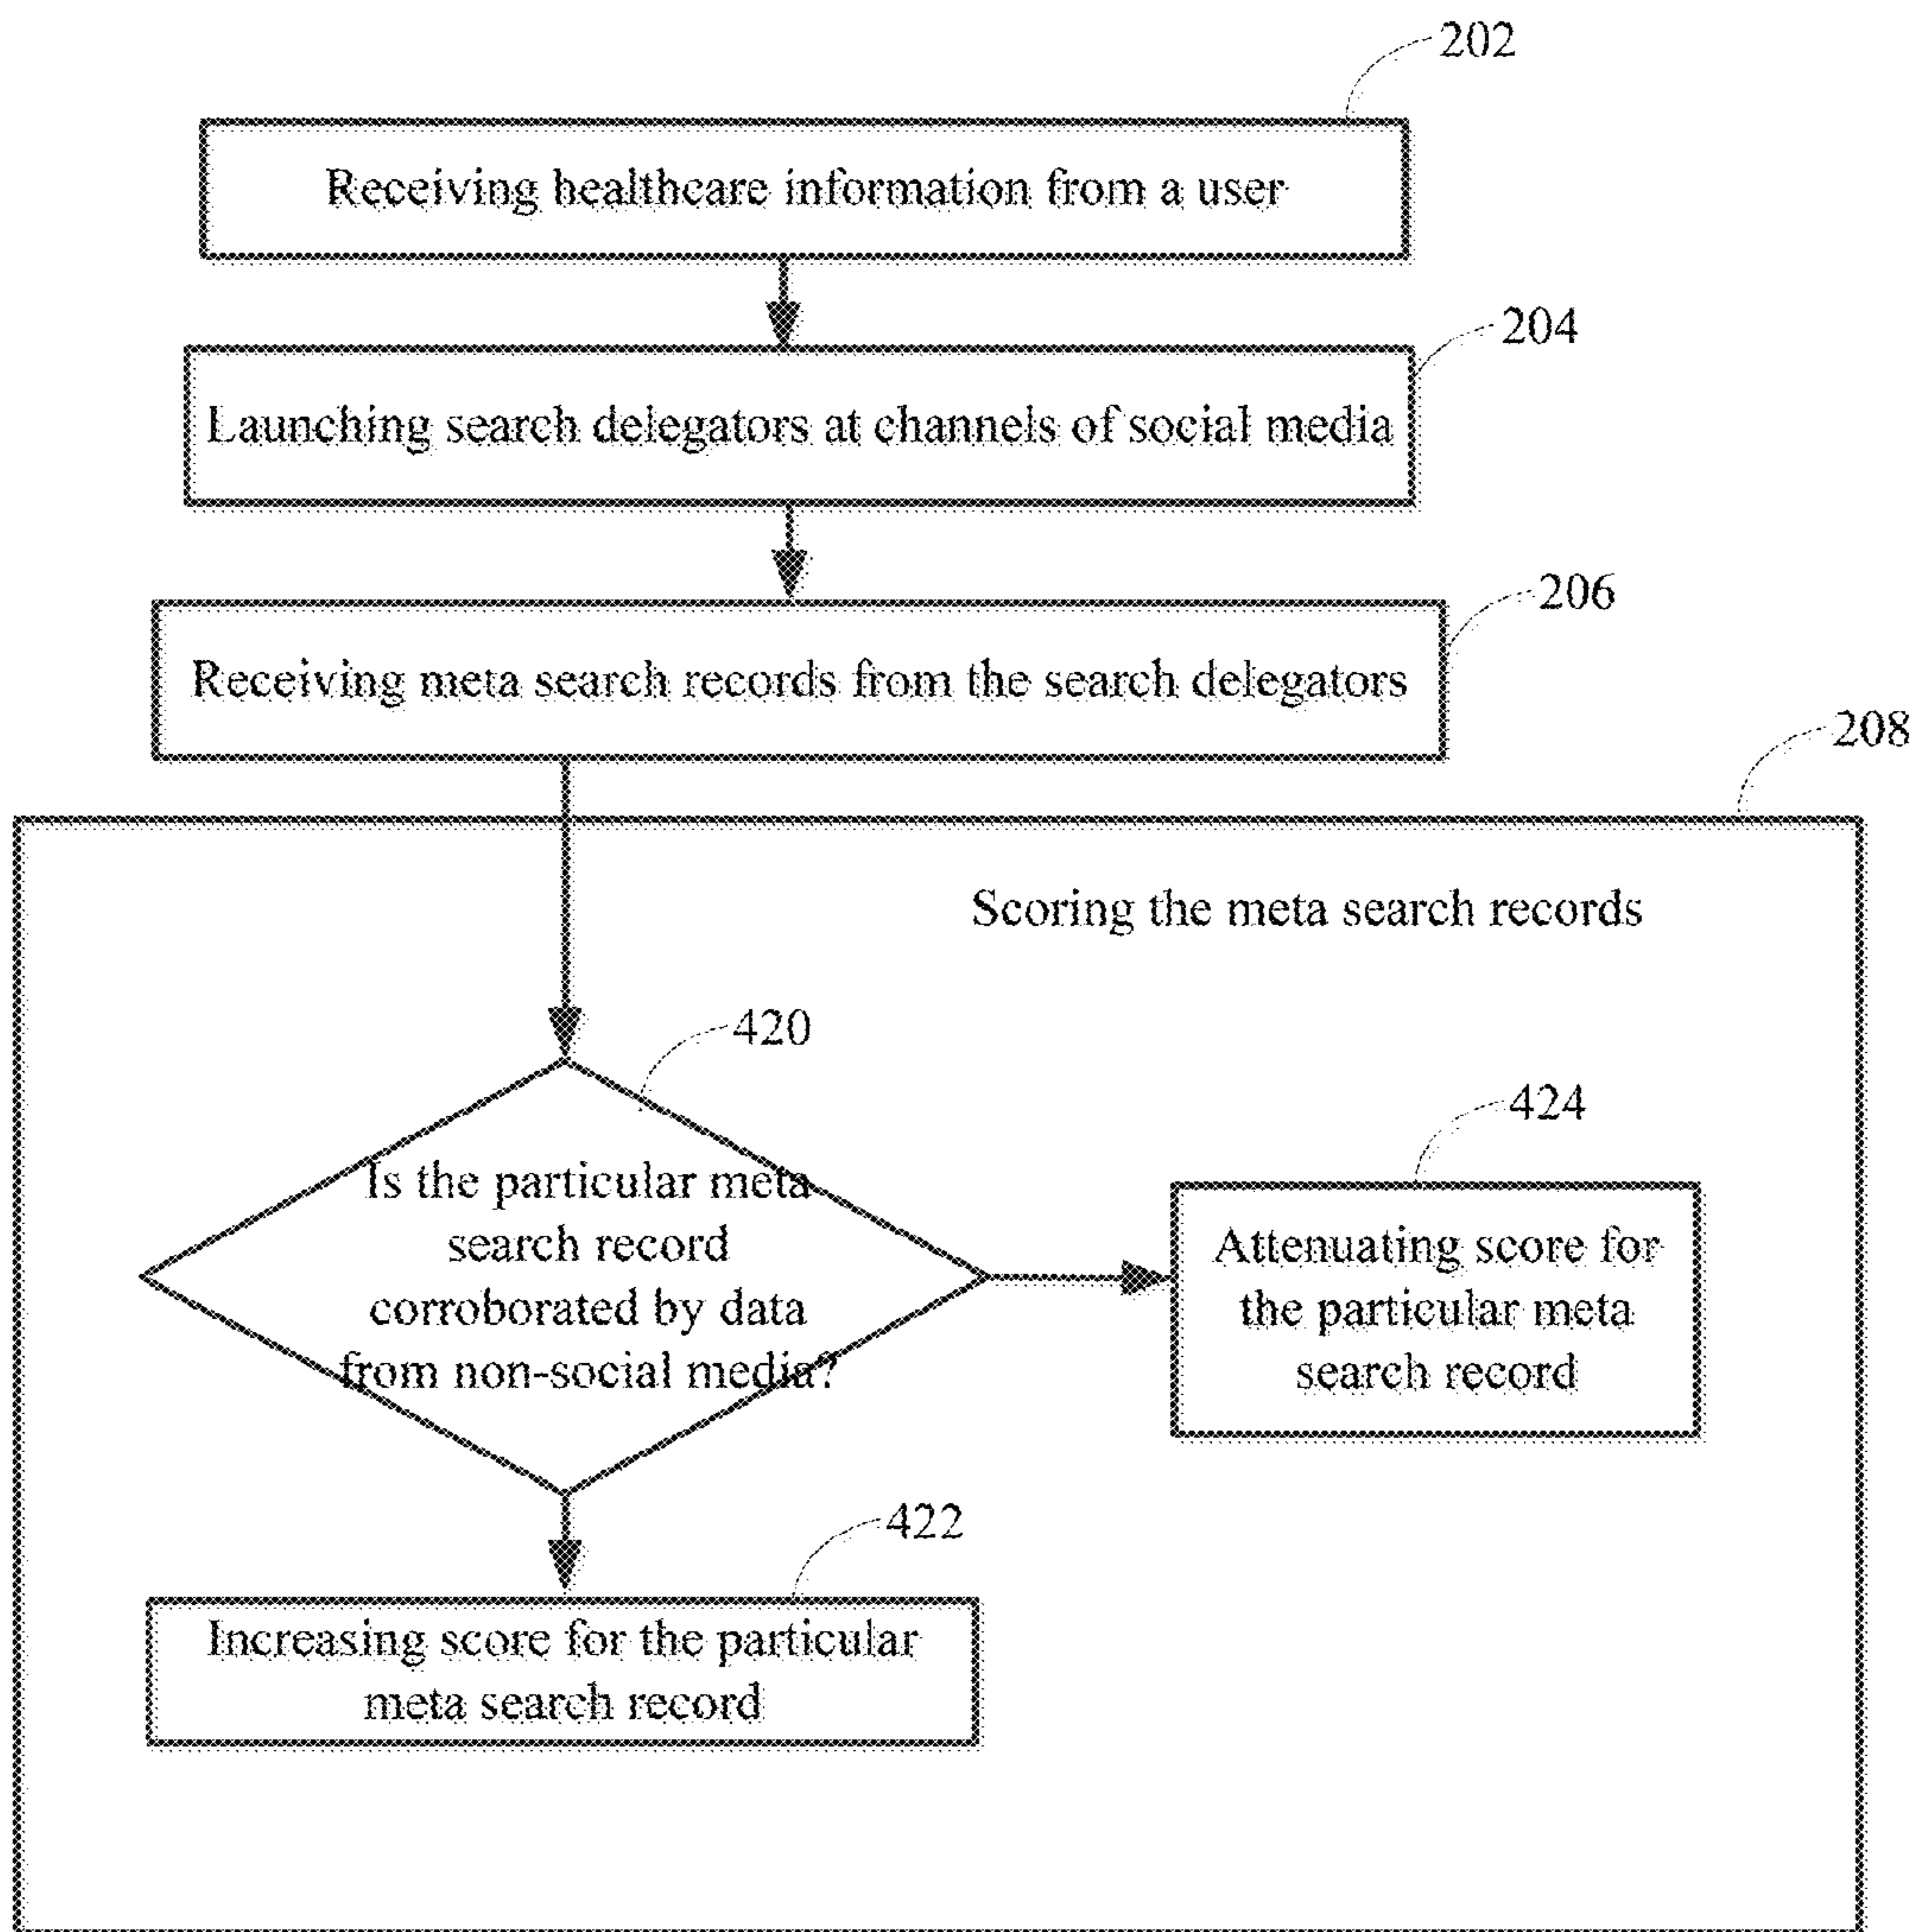 202
Receiving healthcare information from a user
204
Launching search delegators at channels of social media
206
Receiving meta search records from the search delegators
208
Scoring the meta search records
420
Is the particular meta
search record
corroborated by data
from non-social media?
424
Attenuating score for
the particular meta
search record
422
Increasing score for the particular
meta search record